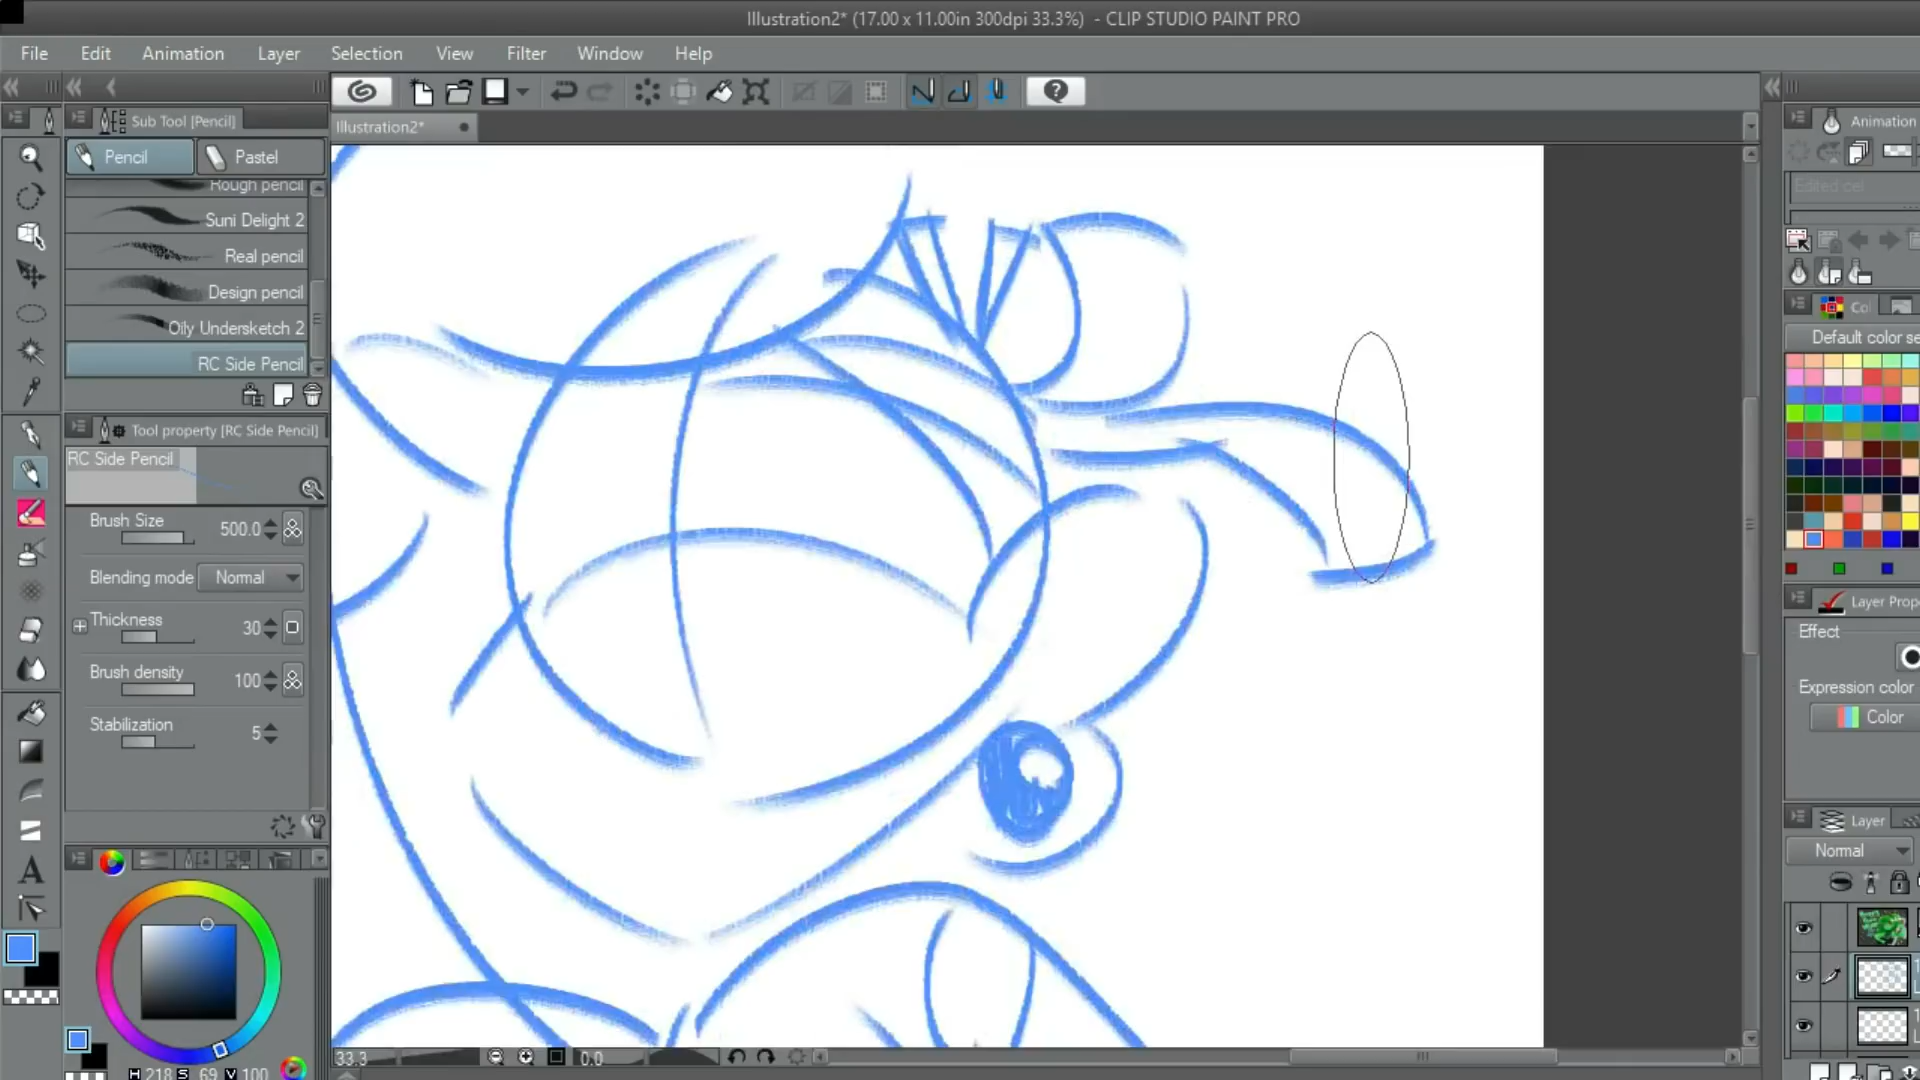 Illustration2* (17.00 x 11.00in 300dpi 33.3%) - CLIP STUDIO PAINT PRO
File Edit Animation Layer Selection View Filter Window Help
Sub Tool [Pencil]
Illustration2*
Pencil Pastel
Rough pencil
Suni Delight 2
Real pencil
Design pencil
Oily Undersketch 2
RC Side Pencil
Tool property [RC Side Pencil]
RC Side Pencil
Brush Size 500.0
Blending mode Normal
Thickness 30
Brush density 100
Stabilization 5
H 218 S 69 V 100
33.3 0.0
Animation
Edited cel
Co
Default color se
Layer Prop
Effect
Expression color
Color
Layer
Normal